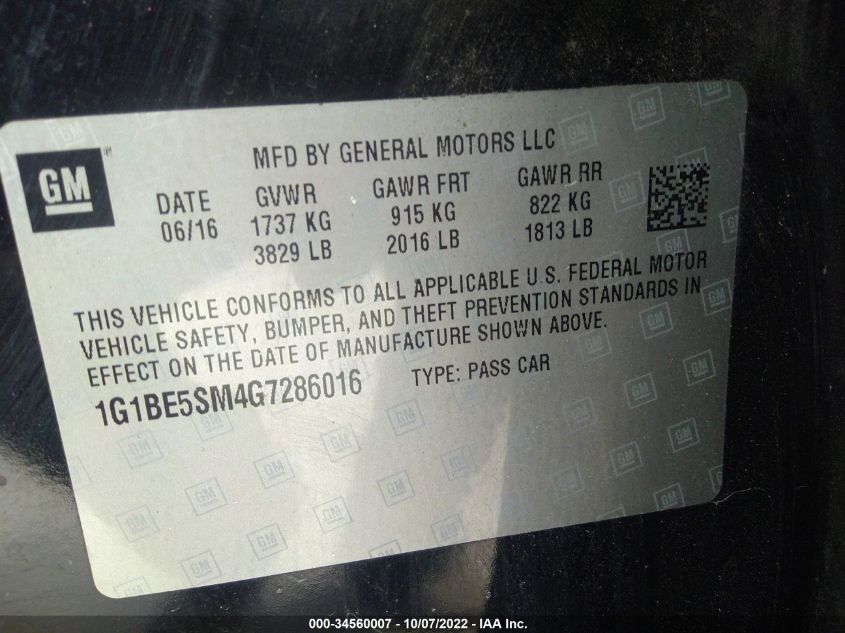 MFD BY GENERAL MOTORS LLC
GM
DATE GVWR GAWR FRT GAWR RR
06/16 1737 KG 915 KG 822 KG
3829 LB 2016 LB 1813 LB
THIS VEHICLE CONFORMS TO ALL APPLICABLE U.S. FEDERAL MOTOR
VEHICLE SAFETY, BUMPER, AND THEFT PREVENTION STANDARDS IN
EFFECT ON THE DATE OF MANUFACTURE SHOWN ABOVE.
1G1BE5SM4G7286016 TYPE: PASS CAR
000-34560007 - 10/07/2022 - IAA Inc.